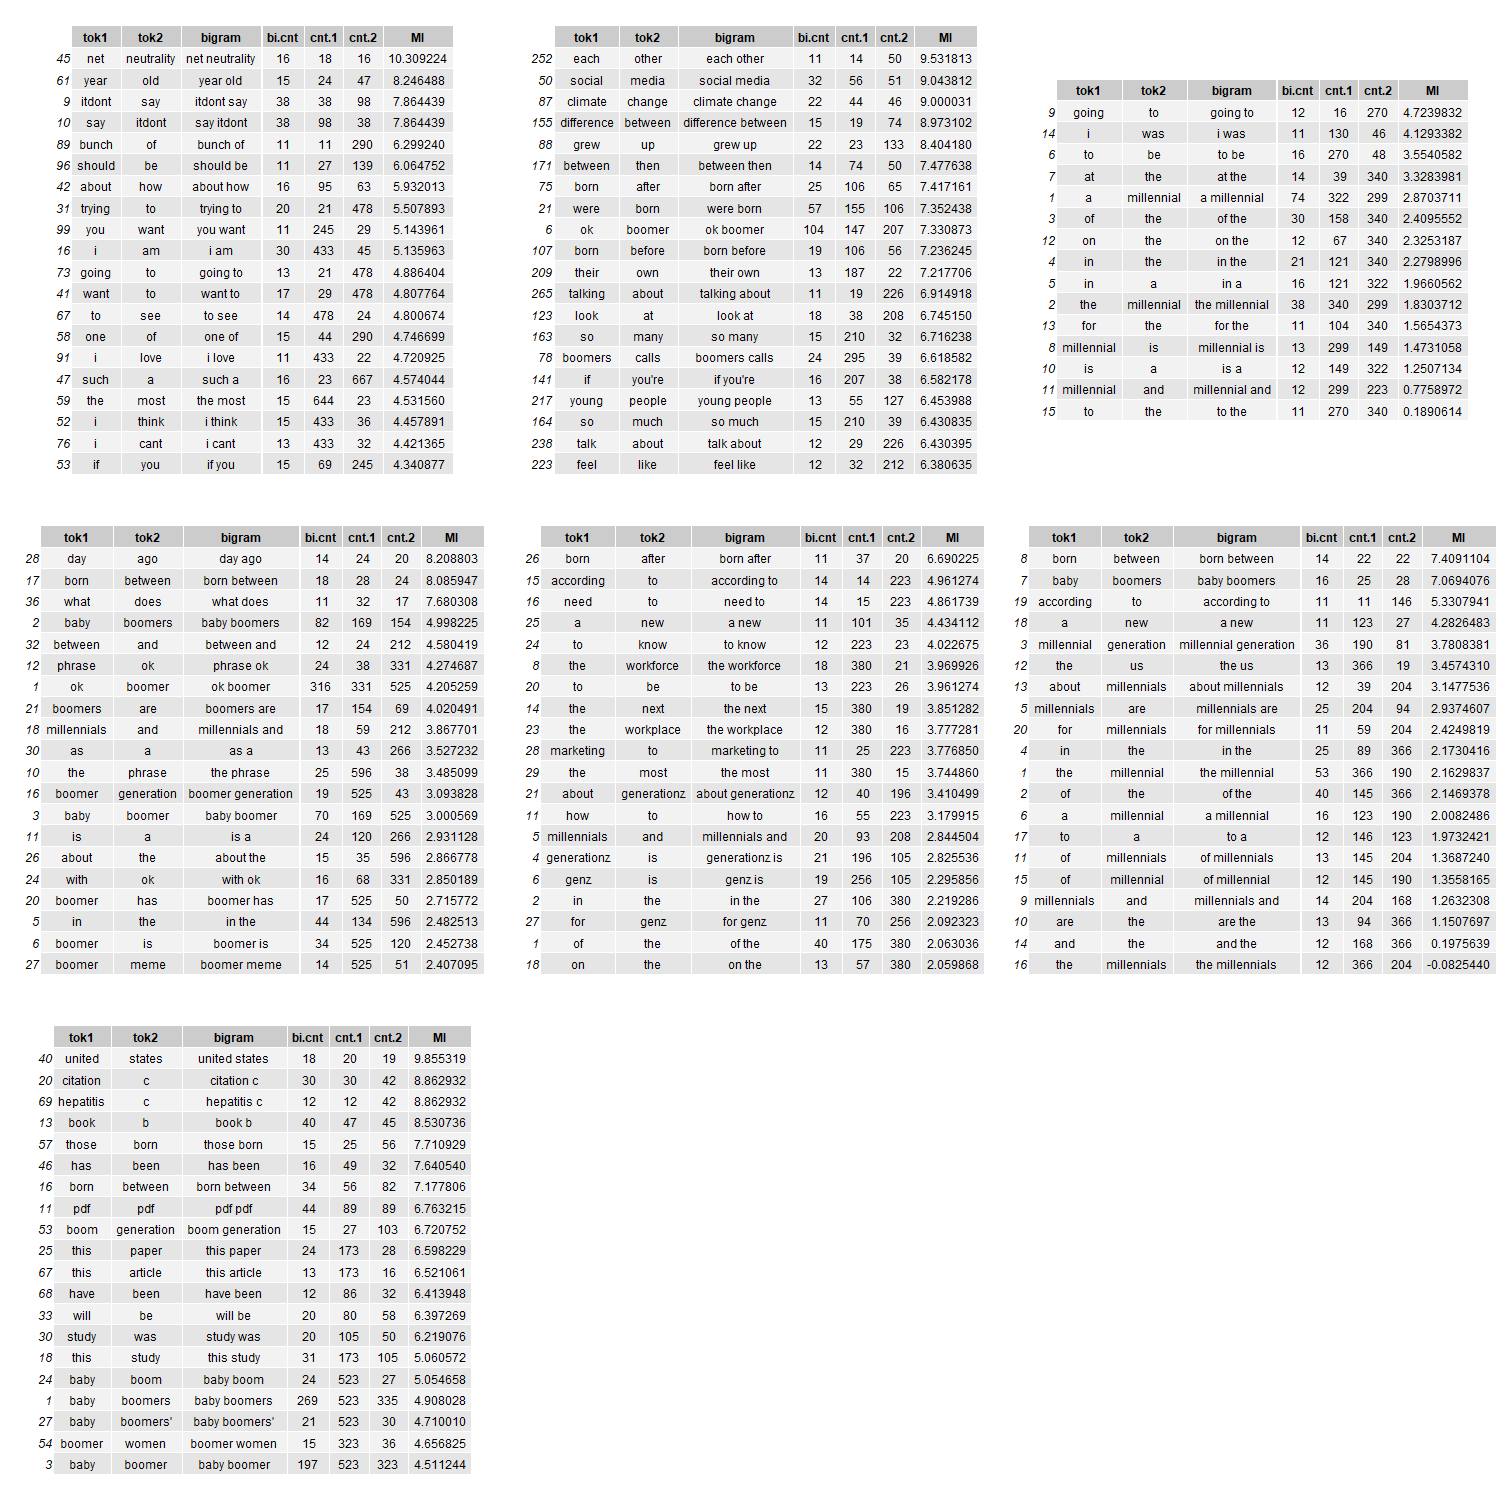 tok1 tok2 bigram bi.cnt cnt.1 cnt.2 MI
45 net neutrality net neutrality 16 18 16 10.309224
61 year old year old 15 24 47 8.246488
9 itdont say itdont say 38 38 98 7.864439
10 say itdont say itdont 38 98 38 7.864439
89 bunch of bunch of 11 11 290 6.299240
96 should be should be 11 27 139 6.064752
42 about how about how 16 95 63 5.932013
31 trying to trying to 20 21 478 5.507893
99 you want you want 11 245 29 5.143961
16 i am i am 30 433 45 5.135963
73 going to going to 13 21 478 4.886404
41 want to want to 17 29 478 4.807764
67 to see to see 14 478 24 4.800674
58 one of one of 15 44 290 4.746699
91 i love i love 11 433 22 4.720925
47 such a such a 16 23 667 4.574044
59 the most the most 15 644 23 4.531560
52 i think i think 15 433 36 4.457891
76 i cant i cant 13 433 32 4.421365
53 if you if you 15 69 245 4.340877
tok1 tok2 bigram bi.cnt cnt.1 cnt.2 MI
252 each other each other 11 14 50 9.531813
50 social media social media 32 56 51 9.043812
87 climate change climate change 22 44 46 9.000031
155 difference between difference between 15 19 74 8.973102
88 grew up grew up 22 23 133 8.404180
171 between then between then 14 74 50 7.477638
75 born after born after 25 106 65 7.417161
21 were born were born 57 155 106 7.352438
6 ok boomer ok boomer 104 147 207 7.330873
107 born before born before 19 106 56 7.236245
209 their own their own 13 187 22 7.217706
265 talking about talking about 11 19 226 6.914918
123 look at look at 18 38 208 6.745150
163 so many so many 15 210 32 6.716238
78 boomers calls boomers calls 24 295 39 6.618582
141 if you're if you're 16 207 38 6.582178
217 young people young people 13 55 127 6.453988
164 so much so much 15 210 39 6.430835
238 talk about talk about 12 29 226 6.430395
223 feel like feel like 12 32 212 6.380635
tok1 tok2 bigram bi.cnt cnt.1 cnt.2 MI
9 going to going to 12 16 270 4.7239832
14 i was i was 11 130 46 4.1293382
6 to be to be 16 270 48 3.5540582
7 at the at the 14 39 340 3.3283981
1 a millennial a millennial 74 322 299 2.8703711
3 of the of the 30 158 340 2.4095552
12 on the on the 12 67 340 2.3253187
4 in the in the 21 121 340 2.2798996
5 in a in a 16 121 322 1.9660562
2 the millennial the millennial 38 340 299 1.8303712
13 for the for the 11 104 340 1.5654373
8 millennial is millennial is 13 299 149 1.4731058
10 is a is a 12 149 322 1.2507134
11 millennial and millennial and 12 299 223 0.7758972
15 to the to the 11 270 340 0.1890614
tok1 tok2 bigram bi.cnt cnt.1 cnt.2 MI
28 day ago day ago 14 24 20 8.208803
17 born between born between 18 28 24 8.085947
36 what does what does 11 32 17 7.680308
2 baby boomers baby boomers 82 169 154 4.998225
32 between and between and 12 24 212 4.580419
12 phrase ok phrase ok 24 38 331 4.274687
1 ok boomer ok boomer 316 331 525 4.205259
21 boomers are boomers are 17 154 69 4.020491
18 millennials and millennials and 18 59 212 3.867701
30 as a as a 13 43 266 3.527232
10 the phrase the phrase 25 596 38 3.485099
16 boomer generation boomer generation 19 525 43 3.093828
3 baby boomer baby boomer 70 169 525 3.000569
11 is a is a 24 120 266 2.931128
26 about the about the 15 35 596 2.866778
24 with ok with ok 16 68 331 2.850189
20 boomer has boomer has 17 525 50 2.715772
5 in the in the 44 134 596 2.482513
6 boomer is boomer is 34 525 120 2.452738
27 boomer meme boomer meme 14 525 51 2.407095
tok1 tok2 bigram bi.cnt cnt.1 cnt.2 MI
26 born after born after 11 37 20 6.690225
15 according to according to 14 14 223 4.961274
16 need to need to 14 15 223 4.861739
25 a new a new 11 101 35 4.434112
24 to know to know 12 223 23 4.022675
8 the workforce the workforce 18 380 21 3.969926
20 to be to be 13 223 26 3.961274
14 the next the next 15 380 19 3.851282
23 the workplace the workplace 12 380 16 3.777281
28 marketing to marketing to 11 25 223 3.776850
29 the most the most 11 380 15 3.744860
21 about generationz about generationz 12 40 196 3.410499
11 how to how to 16 55 223 3.179915
5 millennials and millennials and 20 93 208 2.844504
4 generationz is generationz is 21 196 105 2.825536
6 genz is genz is 19 256 105 2.295856
2 in the in the 27 106 380 2.219286
27 for genz for genz 11 70 256 2.092323
1 of the of the 40 175 380 2.063036
18 on the on the 13 57 380 2.059868
tok1 tok2 bigram bi.cnt cnt.1 cnt.2 MI
8 born between born between 14 22 22 7.4091104
7 baby boomers baby boomers 16 25 28 7.0694076
19 according to according to 11 11 146 5.3307941
18 a new a new 11 123 27 4.2826483
3 millennial generation millennial generation 36 190 81 3.7808381
12 the us the us 13 366 19 3.4574310
13 about millennials about millennials 12 39 204 3.1477536
5 millennials are millennials are 25 204 94 2.9374607
20 for millennials for millennials 11 59 204 2.4249819
4 in the in the 25 89 366 2.1730416
1 the millennial the millennial 53 366 190 2.1629837
2 of the of the 40 145 366 2.1469378
6 a millennial a millennial 16 123 190 2.0082486
17 to a to a 12 146 123 1.9732421
11 of millennials of millennials 13 145 204 1.3687240
15 of millennial of millennial 12 145 190 1.3558165
9 millennials and millennials and 14 204 168 1.2632308
10 are the are the 13 94 366 1.1507697
14 and the and the 12 168 366 0.1975639
16 the millennials the millennials 12 366 204 -0.0825440
tok1 tok2 bigram bi.cnt cnt.1 cnt.2 MI
40 united states united states 18 20 19 9.855319
20 citation c citation c 30 30 42 8.862932
69 hepatitis c hepatitis c 12 12 42 8.862932
13 book b book b 40 47 45 8.530736
57 those born those born 15 25 56 7.710929
46 has been has been 16 49 32 7.640540
16 born between born between 34 56 82 7.177806
11 pdf pdf pdf pdf 44 89 89 6.763215
53 boom generation boom generation 15 27 103 6.720752
25 this paper this paper 24 173 28 6.598229
67 this article this article 13 173 16 6.521061
68 have been have been 12 86 32 6.413948
33 will be will be 20 80 58 6.397269
30 study was study was 20 105 50 6.219076
18 this study this study 31 173 105 5.060572
24 baby boom baby boom 24 523 27 5.054658
1 baby boomers baby boomers 269 523 335 4.908028
27 baby boomers' baby boomers' 21 523 30 4.710010
54 boomer women boomer women 15 323 36 4.656825
3 baby boomer baby boomer 197 523 323 4.511244